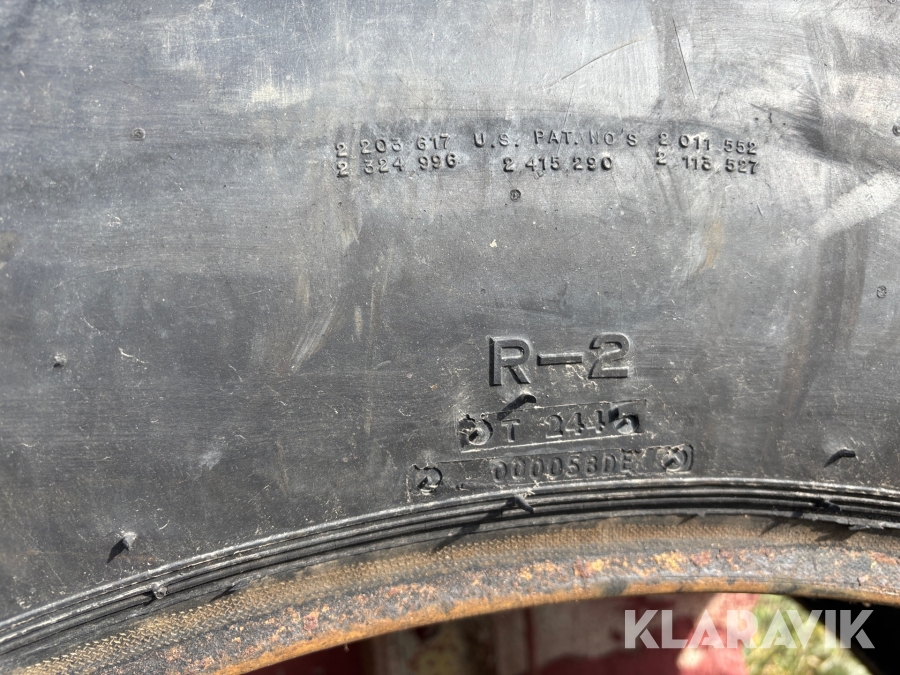 2 203 617 U.S. PAT. NO'S 2 011 552
2 324 996 2 415 290 2 113 527
R-2
T 244
000058DE
KLARAVIK